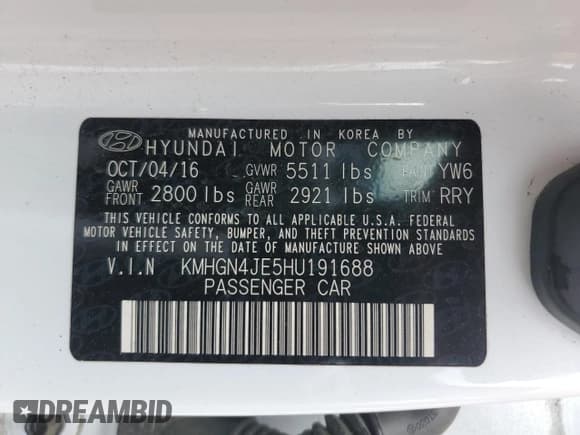 MANUFACTURED IN KOREA BY
HYUNDAI MOTOR COMPANY
OCT/04/16 GVWR 5511 lbs PAINT YW6
GAWR FRONT 2800 lbs GAWR REAR 2921 lbs TRIM RRY
THIS VEHICLE CONFORMS TO ALL APPLICABLE U.S.A. FEDERAL
MOTOR VEHICLE SAFETY, BUMPER, AND THEFT PREVENTION STANDARDS
IN EFFECT ON THE DATE OF MANUFACTURE SHOWN ABOVE.
V.I.N KMHGN4JE5HU191688
PASSENGER CAR
DREAMBID